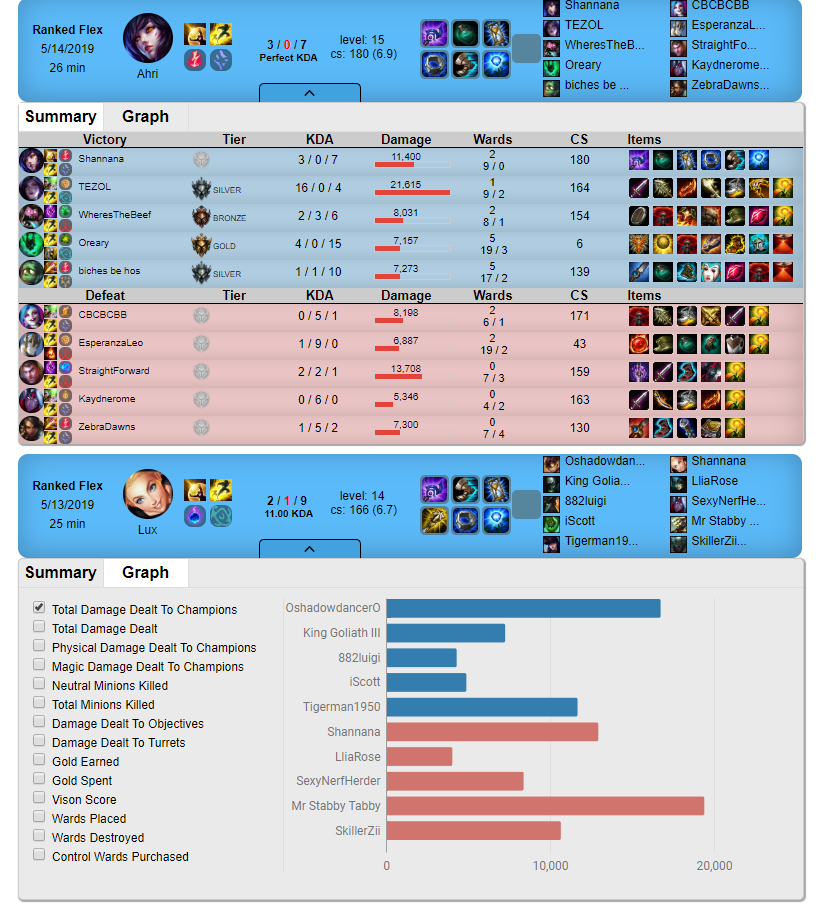 Ranked Flex
5/14/2019
26 min
Ahri
3 / 0 / 7
Perfect KDA
level: 15
cs: 180 (6.9)
Shannana
TEZOL
WheresTheB...
Oreary
biches be ...
CBCBCBB
EsperanzaL...
StraightFo...
Kaydnerome...
ZebraDawns...
Summary Graph
Victory Tier KDA Damage Wards CS Items
Shannana 3 / 0 / 7 11,400 2 180
9 / 0
TEZOL SILVER 16 / 0 / 4 21,615 1 164
9 / 2
WheresTheBeef BRONZE 2 / 3 / 6 8,031 2 154
8 / 1
Oreary GOLD 4 / 0 / 15 7,157 5 6
19 / 3
biches be hos SILVER 1 / 1 / 10 7,273 5 139
17 / 2
Defeat Tier KDA Damage Wards CS Items
CBCBCBB 0 / 5 / 1 8,198 2 171
6 / 1
EsperanzaLeo 1 / 9 / 0 6,887 2 43
19 / 2
StraightForward 2 / 2 / 1 13,708 0 159
7 / 3
Kaydnerome 0 / 6 / 0 5,346 0 163
4 / 2
ZebraDawns 1 / 5 / 2 7,300 0 130
7 / 4
Ranked Flex
5/13/2019
25 min
Lux
2 / 1 / 9
11.00 KDA
level: 14
cs: 166 (6.7)
Oshadowdan...
King Golia...
882luigi
iScott
Tigerman19...
Shannana
LliaRose
SexyNerfHe...
Mr Stabby ...
SkillerZii...
Summary Graph
Total Damage Dealt To Champions
Total Damage Dealt
Physical Damage Dealt To Champions
Magic Damage Dealt To Champions
Neutral Minions Killed
Total Minions Killed
Damage Dealt To Objectives
Damage Dealt To Turrets
Gold Earned
Gold Spent
Vison Score
Wards Placed
Wards Destroyed
Control Wards Purchased
OshadowdancerO
King Goliath III
882luigi
iScott
Tigerman1950
Shannana
LliaRose
SexyNerfHerder
Mr Stabby Tabby
SkillerZii
0 10,000 20,000